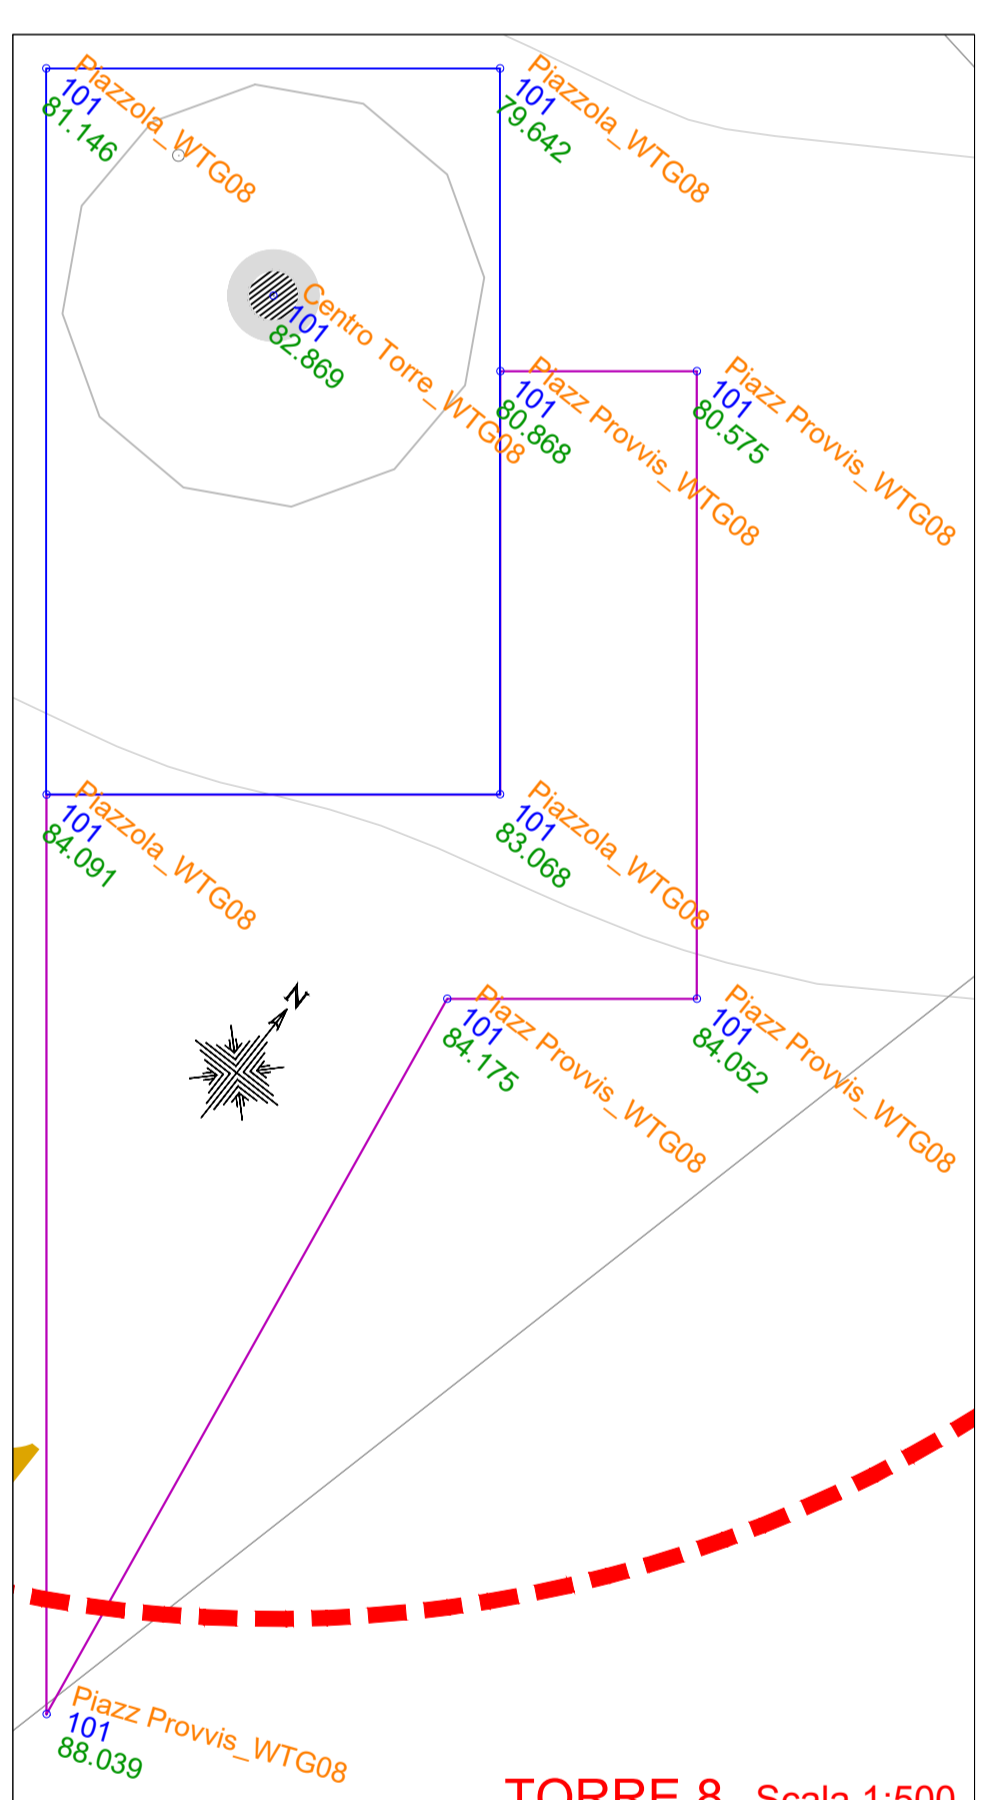 Piazzola_WTG08
101
81.146
Piazzola_WTG08
101
79.642
Centro Torre_WTG08
101
82.869
Piazz Provvis_WTG08
101
80.868
Piazz Provvis_WTG08
101
80.575
Piazzola_WTG08
101
84.091
Piazzola_WTG08
101
83.068
N
Piazz Provvis_WTG08
101
84.175
Piazz Provvis_WTG08
101
84.052
Piazz Provvis_WTG08
101
88.039
TORRE 8 Scala 1:500